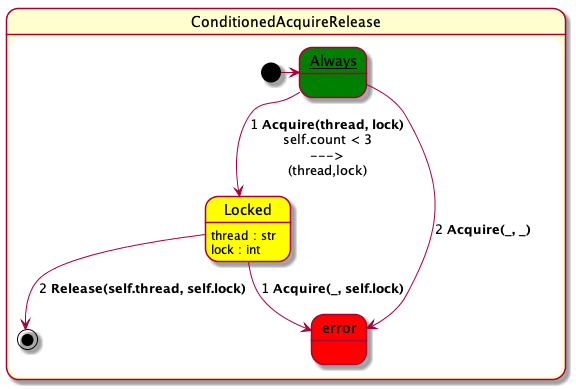 ConditionedAcquireRelease
Always
1 Acquire(thread, lock)
self.count < 3
--->
(thread,lock)
2 Acquire(_, _)
Locked
thread : str
lock : int
2 Release(self.thread, self.lock)
1 Acquire(_, self.lock)
error